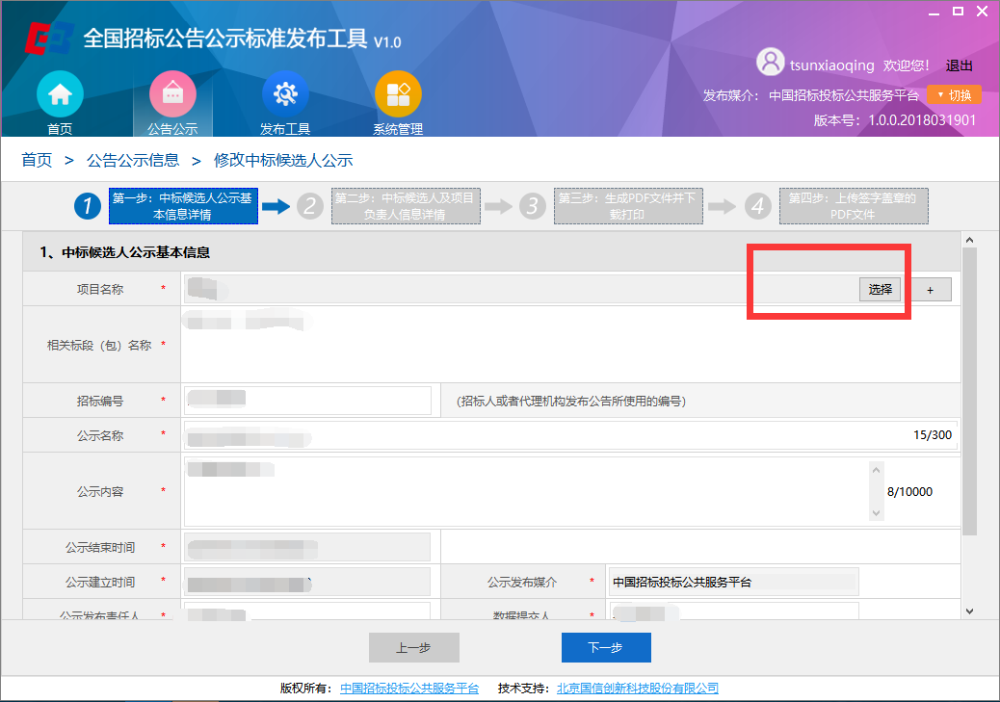 全国招标公告公示标准发布工具 V1.0
tsunxiaoqing 欢迎您! 退出
发布媒介： 中国招标投标公共服务平台 切换
版本号： 1.0.0.2018031901
首页 公告公示 发布工具 系统管理
首页 > 公告公示信息 > 修改中标候选人公示
1 第一步：中标候选人公示基
本信息详情
2 第二步：中标候选人及项目
负责人信息详情
3 第三步：生成PDF文件并下
载打印
4 第四步：上传签字盖章的
PDF文件
1、中标候选人公示基本信息
项目名称 * 选择 +
相关标段（包）名称 *
招标编号 * （招标人或者代理机构发布公告所使用的编号）
公示名称 * 15/300
公示内容 * 8/10000
公示结束时间 *
公示建立时间 * 公示发布媒介 * 中国招标投标公共服务平台
公示发布责任人 * 数据提交人 *
上一步 下一步
版权所有： 中国招标投标公共服务平台 技术支持： 北京国信创新科技股份有限公司